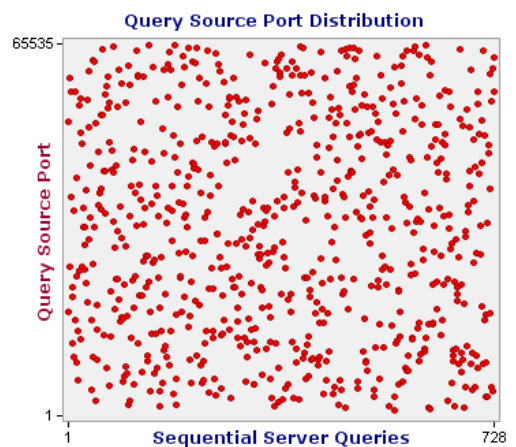 Query Source Port Distribution
65535
Query Source Port
1
1
728
Sequential Server Queries